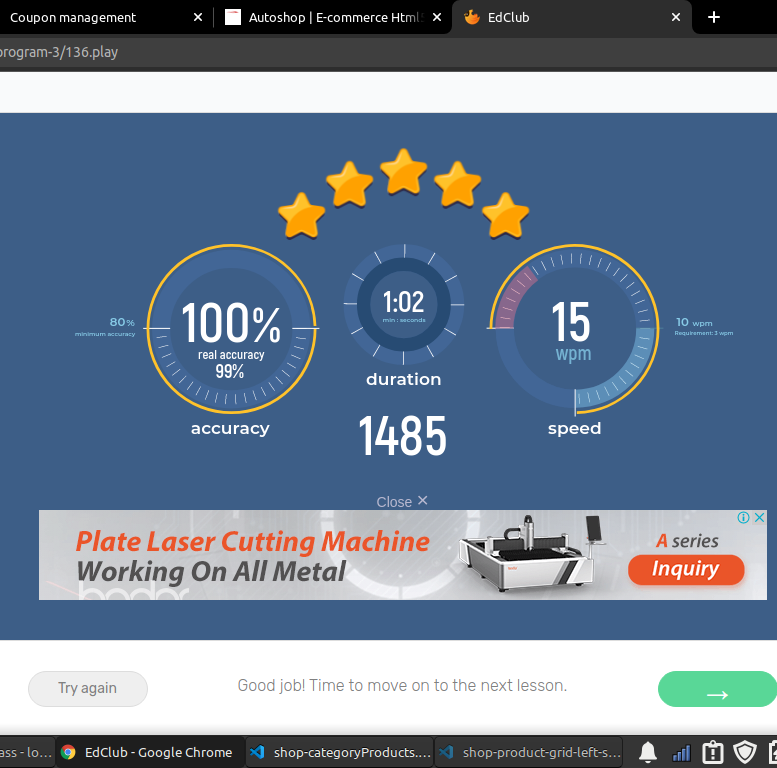 Coupon management
Autoshop | E-commerce Html5
EdClub
program-3/136.play
80%
minimum accuracy
100%
real accuracy
99%
accuracy
1:02
min : seconds
duration
1485
15
wpm
speed
10 wpm
Requirement: 3 wpm
Close ×
Plate Laser Cutting Machine
Working On All Metal
bodor
A series
Inquiry
Try again
Good job! Time to move on to the next lesson.
→
ass - lo...
EdClub - Google Chrome
shop-categoryProducts....
shop-product-grid-left-s...